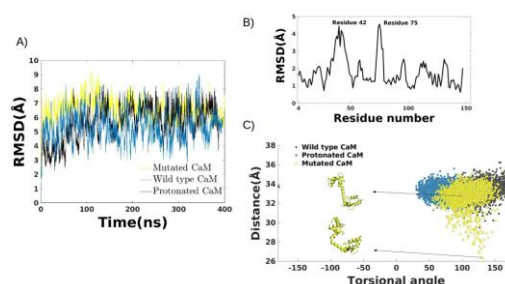 A)
RMSD(Å)
10
9
8
7
6
5
4
3
2
1
0
0 100 200 300 400
Time(ns)
Mutated CaM
Wild type CaM
Protonated CaM
B)
RMSD(Å)
5
4
3
2
1
0
Residue 42
Residue 75
50 100 150
Residue number
C)
Distance(Å)
38
36
34
32
30
28
26
Wild type CaM
Protonated CaM
Mutated CaM
-150 -100 -50 0 50 100 150
Torsional angle